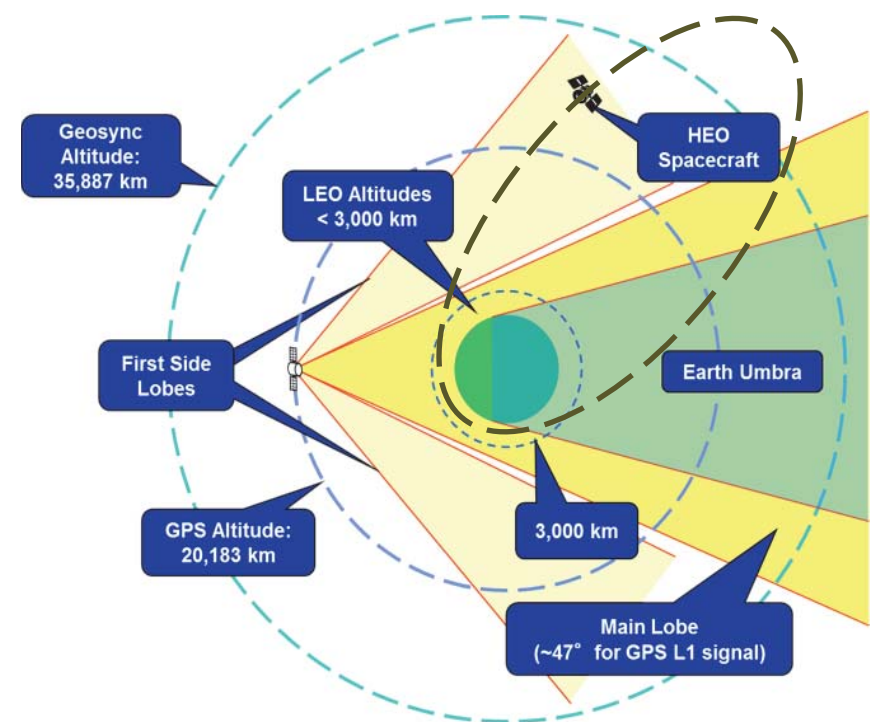 Geosync
Altitude:
35,887 km
LEO Altitudes
< 3,000 km
HEO
Spacecraft
First Side
Lobes
Earth Umbra
GPS Altitude:
20,183 km
3,000 km
Main Lobe
(~47° for GPS L1 signal)